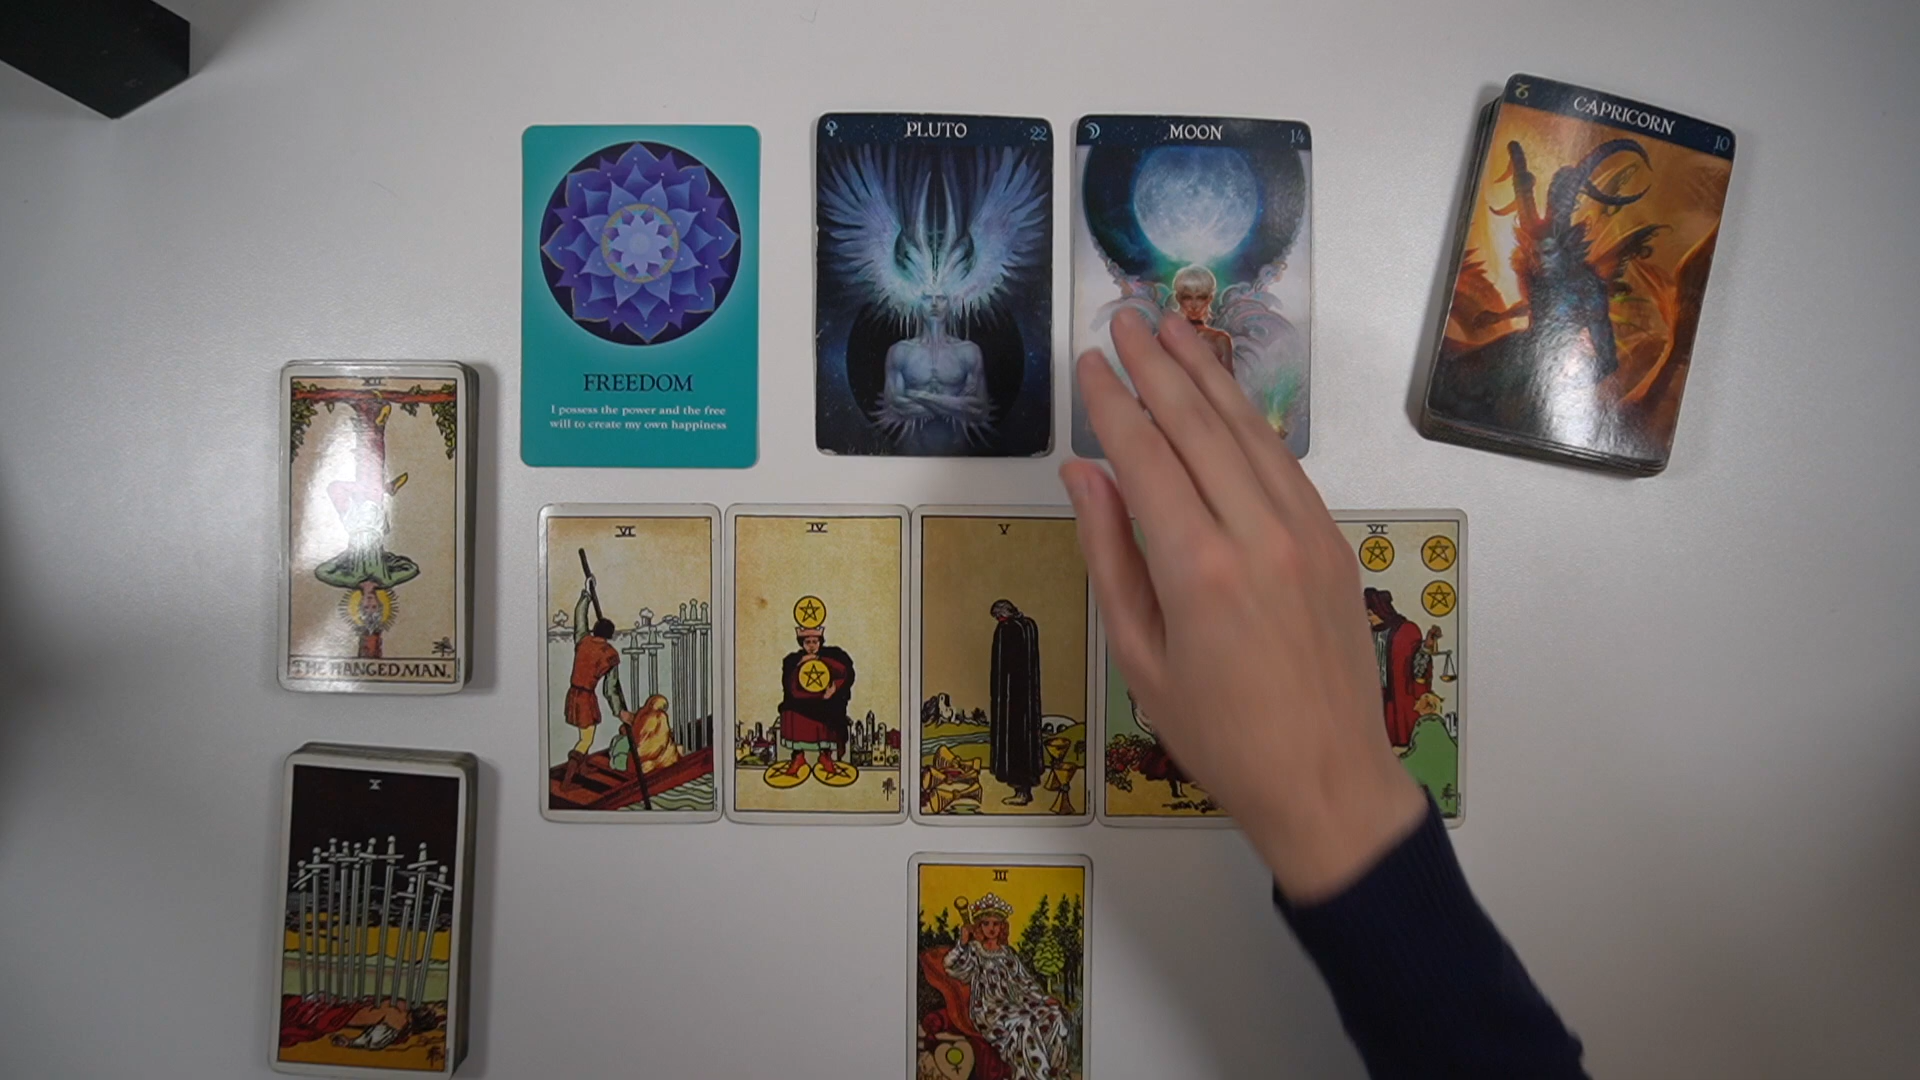 PLUTO
22
MOON
14
CAPRICORN
10
FREEDOM
I possess the power and the free
will to create my own happiness
XII
THE HANGED MAN.
VI
IV
V
VI
X
III